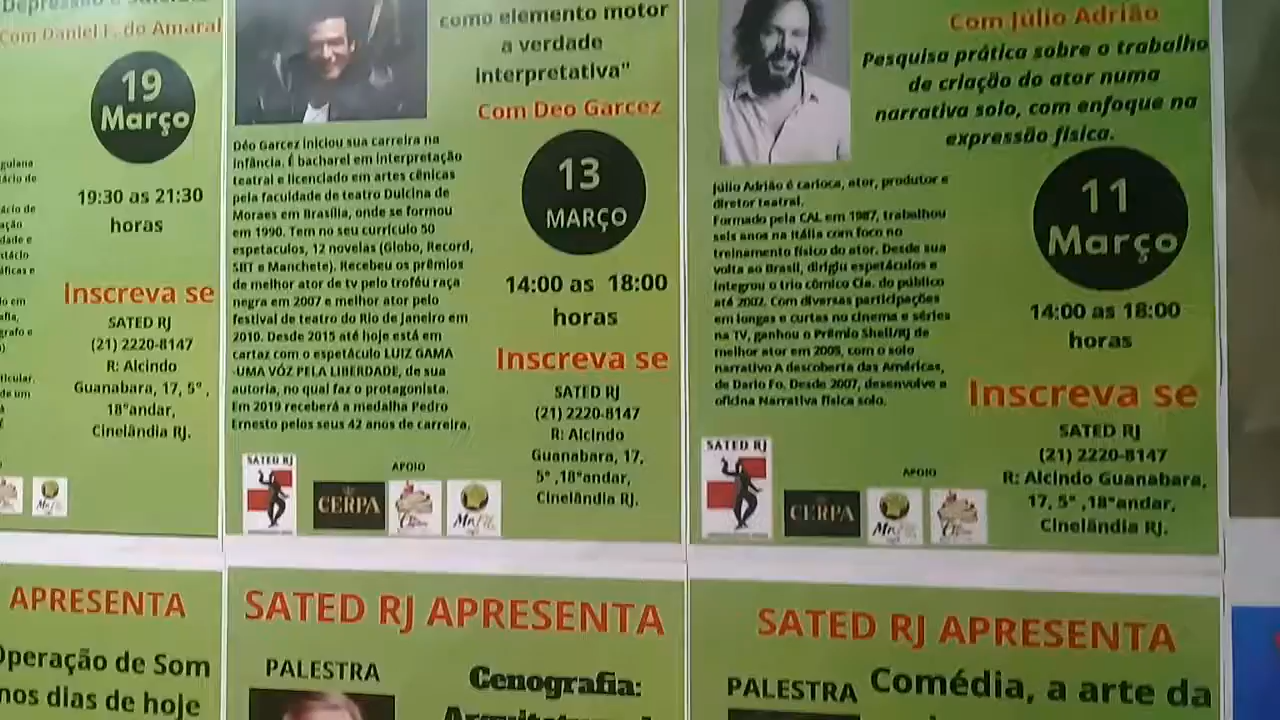 Com Daniel F. do Amaral
19
Março
19:30 as 21:30
horas
Inscreva se
SATED RJ
(21) 2220-8147
R: Alcindo
Guanabara, 17, 5°,
18°andar,
Cinelândia RJ.
como elemento motor
a verdade
interpretativa"
Com Deo Garcez
Déo Garcez iniciou sua carreira na
infância. É bacharel em interpretação
teatral e licenciado em artes cênicas
pela faculdade de teatro Dulcina de
Moraes em Brasília, onde se formou
em 1990. Tem no seu currículo 50
espetaculos, 12 novelas (Globo, Record,
SBT e Manchete). Recebeu os prêmios
de melhor ator de tv pelo troféu raça
negra em 2007 e melhor ator pelo
festival de teatro do Rio de Janeiro em
2010. Desde 2015 até hoje está em
cartaz com o espetáculo LUIZ GAMA
-UMA VÓZ PELA LIBERDADE, de sua
autoria, no qual faz o protagonista.
Em 2019 receberá a medalha Pedro
Ernesto pelos seus 42 anos de carreira.
13
MARÇO
14:00 as 18:00
horas
Inscreva se
SATED RJ
(21) 2220-8147
R: Alcindo
Guanabara, 17,
5° ,18°andar,
Cinelândia RJ.
SATED RJ
APOIO
CERPA
Com Júlio Adrião
Pesquisa prática sobre o trabalho
de criação do ator numa
narrativa solo, com enfoque na
expressão física.
Júlio Adrião é carioca, ator, produtor e
diretor teatral.
Formado pela CAL em 1987, trabalhou
seis anos na Itália com foco no
treinamento físico do ator. Desde sua
volta ao Brasil, dirigiu espetáculos e
integrou o trio cômico Cia. do público
até 2002. Com diversas participações
em longas e curtas no cinema e séries
na TV, ganhou o Prêmio Shell/RJ de
melhor ator em 2005, com o solo
narrativo A descoberta das Américas,
de Dario Fo. Desde 2007, desenvolve a
oficina Narrativa física solo.
11
Março
14:00 as 18:00
horas
Inscreva se
SATED RJ
(21) 2220-8147
R: Alcindo Guanabara,
17, 5° ,18°andar,
Cinelândia RJ.
SATED RJ
APOIO
CERPA
APRESENTA
Operação de Som
nos dias de hoje
SATED RJ APRESENTA
PALESTRA
Cenografia:
SATED RJ APRESENTA
PALESTRA
Comédia, a arte da